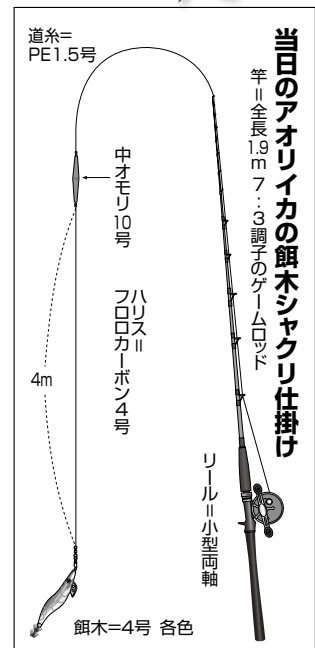 当日のアオリイカの餌木シャクリ仕掛け
竿=全長1.9m 7:3調子のゲームロッド
道糸=
PE1.5号
中オモリ10号
ハリス=
フロロカーボン4号
4m
リール=小型両軸
餌木=4号 各色